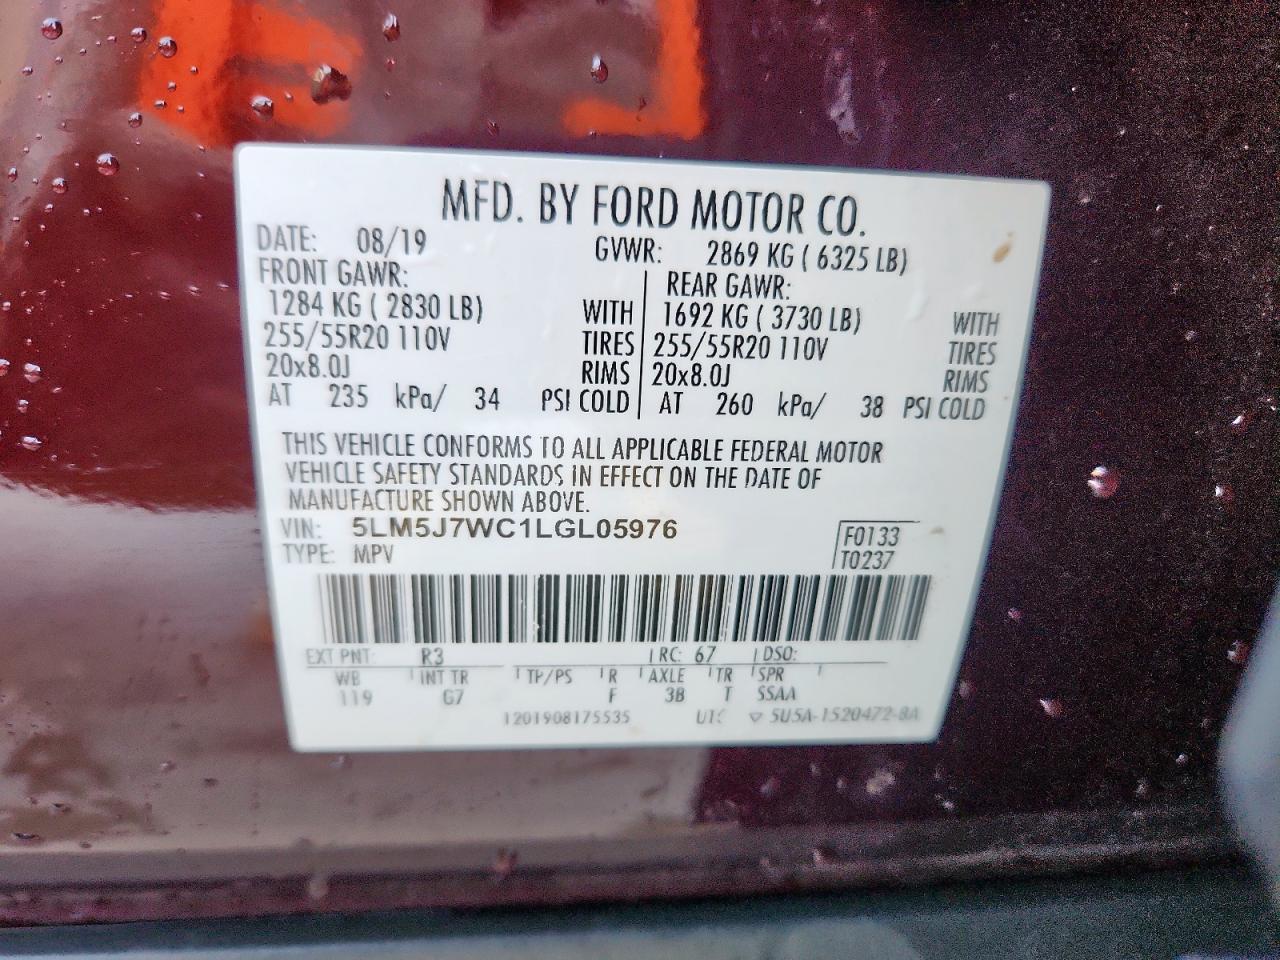 MFD. BY FORD MOTOR CO.
DATE: 08/19 GVWR: 2869 KG ( 6325 LB)
FRONT GAWR: REAR GAWR:
1284 KG ( 2830 LB) WITH 1692 KG ( 3730 LB) WITH
255/55R20 110V TIRES 255/55R20 110V TIRES
20x8.0J RIMS 20x8.0J RIMS
AT 235 kPa/ 34 PSI COLD AT 260 kPa/ 38 PSI COLD
THIS VEHICLE CONFORMS TO ALL APPLICABLE FEDERAL MOTOR
VEHICLE SAFETY STANDARDS IN EFFECT ON THE DATE OF
MANUFACTURE SHOWN ABOVE.
VIN: 5LM5J7WC1LGL05976 F0133
TYPE: MPV T0237
EXT PNT: R3 RC: 67 DSO:
WB INT TR TP/PS R AXLE TR SPR
119 G7 F 3B T SSAA
1201908175535 5U5A-1520472-8A